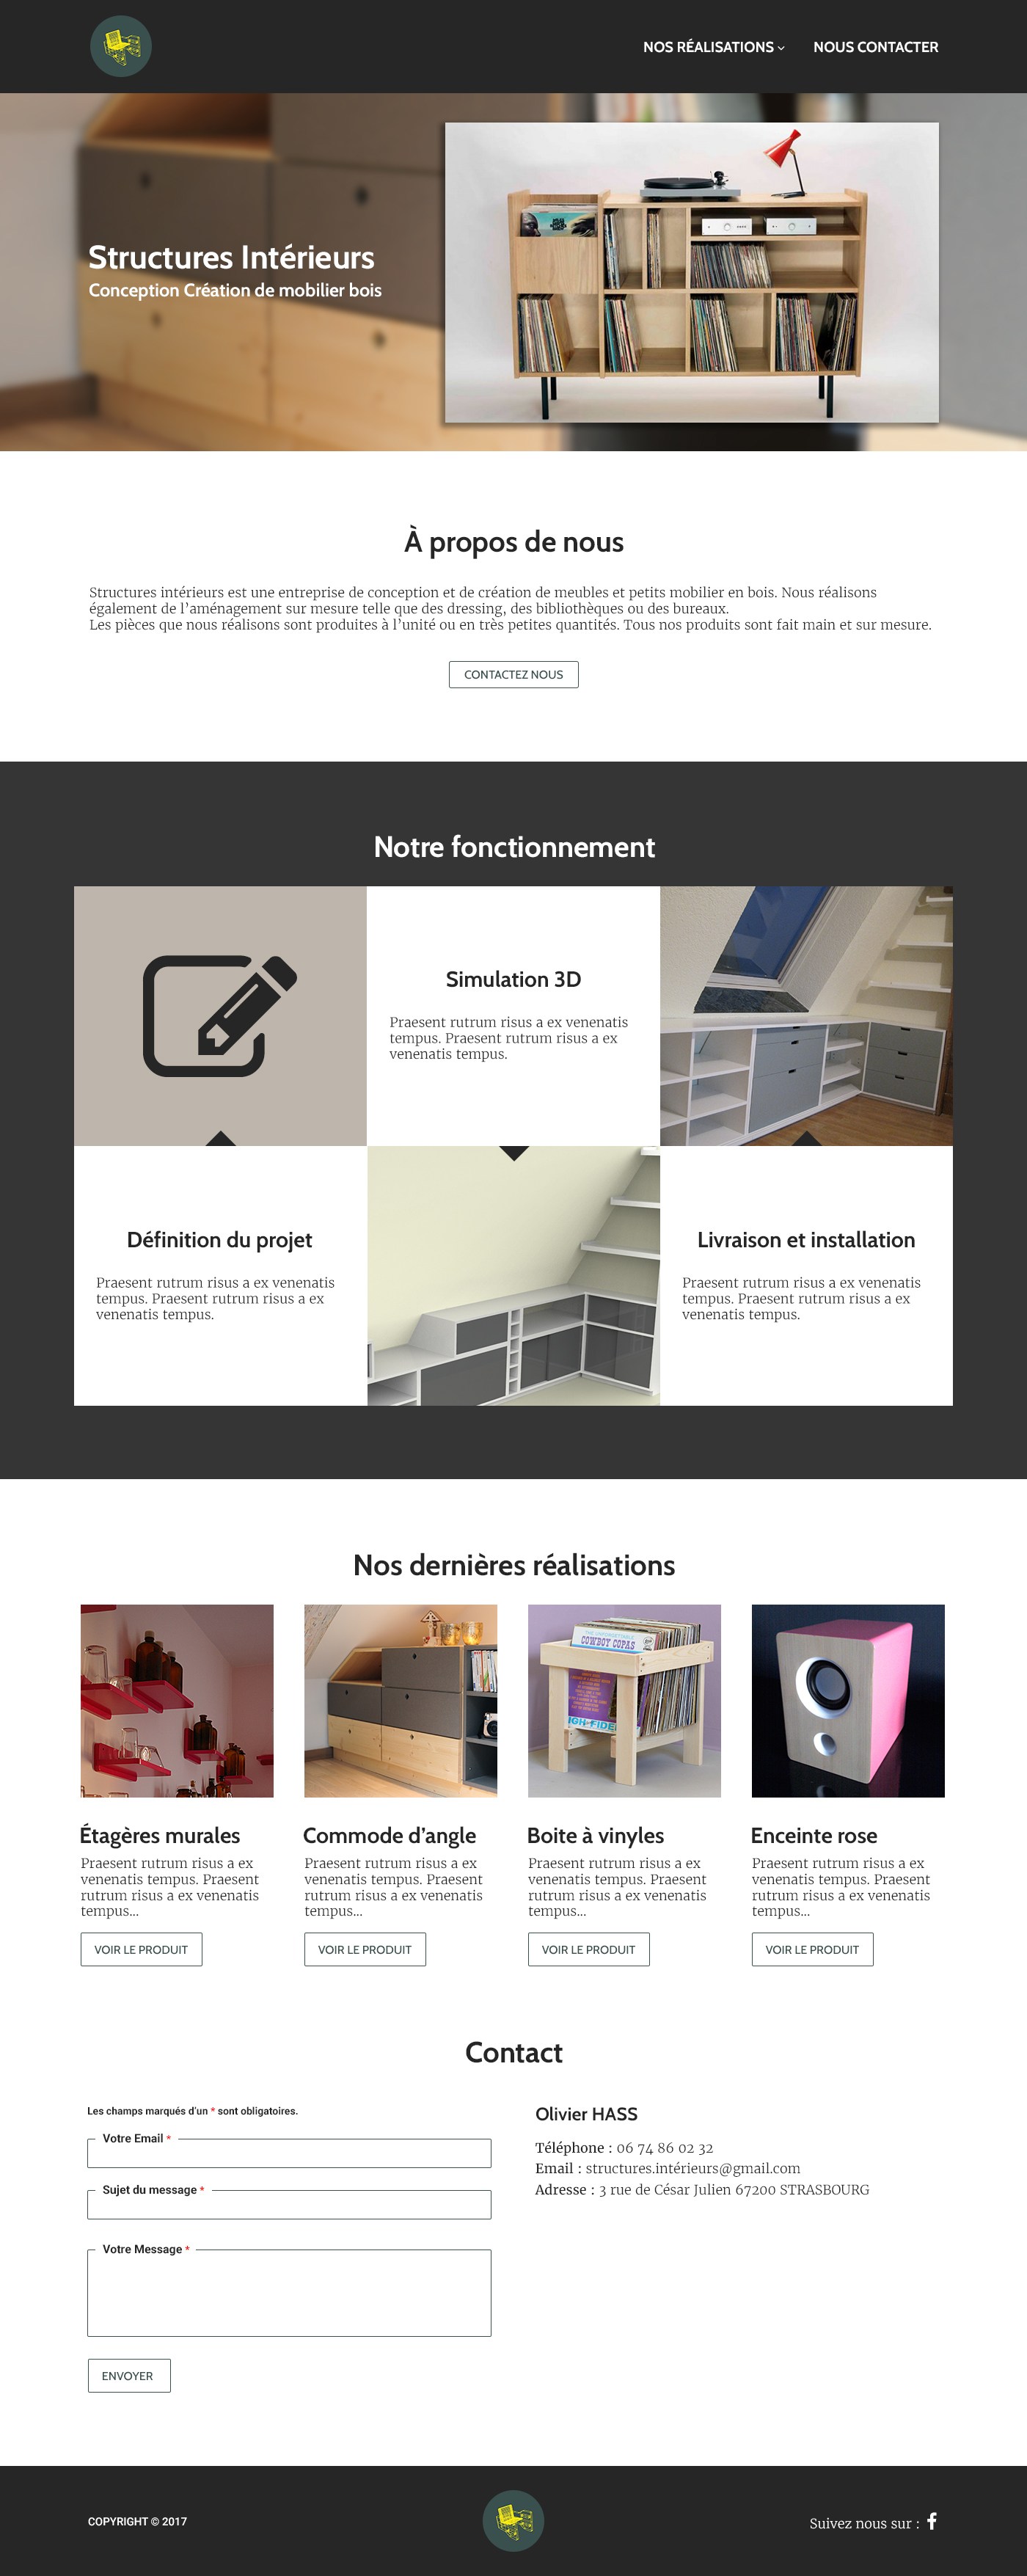 NOS RÉALISATIONS
NOUS CONTACTER
Structures Intérieurs
Conception Création de mobilier bois
À propos de nous
Structures intérieurs est une entreprise de conception et de création de meubles et petits mobilier en bois. Nous réalisons
également de l’aménagement sur mesure telle que des dressing, des bibliothèques ou des bureaux.
Les pièces que nous réalisons sont produites à l’unité ou en très petites quantités. Tous nos produits sont fait main et sur mesure.
CONTACTEZ NOUS
Notre fonctionnement
Simulation 3D
Praesent rutrum risus a ex venenatis
tempus. Praesent rutrum risus a ex
venenatis tempus.
Définition du projet
Praesent rutrum risus a ex venenatis
tempus. Praesent rutrum risus a ex
venenatis tempus.
Livraison et installation
Praesent rutrum risus a ex venenatis
tempus. Praesent rutrum risus a ex
venenatis tempus.
Nos dernières réalisations
THE UNFORGETTABLE
COWBOY COPAS
HIGH FIDE
Étagères murales
Praesent rutrum risus a ex
venenatis tempus. Praesent
rutrum risus a ex venenatis
tempus...
VOIR LE PRODUIT
Commode d’angle
Praesent rutrum risus a ex
venenatis tempus. Praesent
rutrum risus a ex venenatis
tempus...
VOIR LE PRODUIT
Boite à vinyles
Praesent rutrum risus a ex
venenatis tempus. Praesent
rutrum risus a ex venenatis
tempus...
VOIR LE PRODUIT
Enceinte rose
Praesent rutrum risus a ex
venenatis tempus. Praesent
rutrum risus a ex venenatis
tempus...
VOIR LE PRODUIT
Contact
Les champs marqués d’un * sont obligatoires.
Votre Email *
Sujet du message *
Votre Message *
ENVOYER
Olivier HASS
Téléphone : 06 74 86 02 32
Email : structures.intérieurs@gmail.com
Adresse : 3 rue de César Julien 67200 STRASBOURG
COPYRIGHT © 2017
Suivez nous sur :